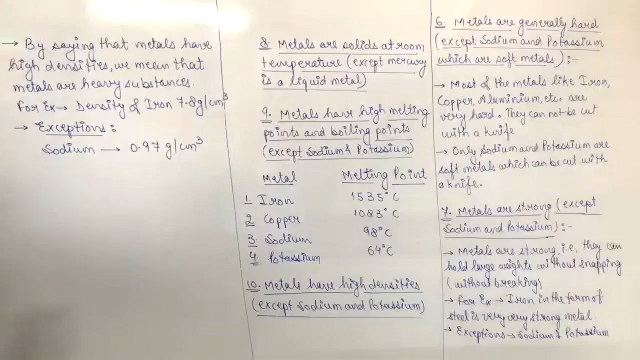 → By saying that metals have
high densities, we mean that
metals are heavy substances.
For Ex → Density of Iron 7.8g/cm³
→ Exceptions:
Sodium → 0.97 g/cm³
8. Metals are solids at room
temperature (except mercury
is a liquid metal)
9. Metals have high melting
points and boiling points
(except Sodium & Potassium)
Metal Melting Point
1 Iron 1535°C
2 Copper 1083°C
3 Sodium 98°C
4 Potassium 64°C
10. Metals have high densities
(except Sodium and Potassium)
6. Metals are generally hard
(except Sodium and Potassium
which are soft metals) :-
→ Most of the metals like Iron,
Copper, Aluminium, etc. are
very hard. They can not be cut
with a knife
→ Only Sodium and Potassium are
soft metals which can be cut with
a knife.
7. Metals are strong (except
Sodium and Potassium) :-
→ Metals are strong i.e, they can
hold large weights without snapping
(without breaking)
→ For Ex → Iron in the form of
steel is very very strong metal
→ Exceptions → Sodium & Potassium